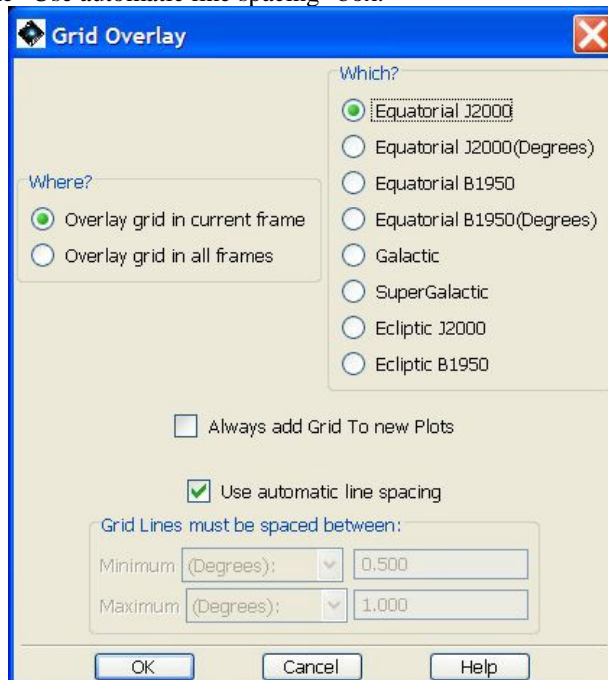 Use automatic line spacing
Grid Overlay
Which?
Equatorial J2000
Equatorial J2000(Degrees)
Equatorial B1950
Equatorial B1950(Degrees)
Galactic
SuperGalactic
Ecliptic J2000
Ecliptic B1950
Where?
Overlay grid in current frame
Overlay grid in all frames
Always add Grid To new Plots
Use automatic line spacing
Grid Lines must be spaced between:
Minimum (Degrees): 0.500
Maximum (Degrees): 1.000
OK Cancel Help